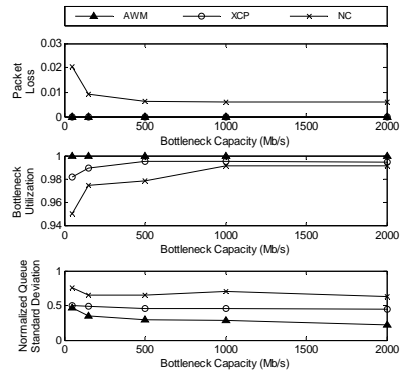 AWM XCP NC
0.03
0.02
0.01
0
Packet
Loss
0 500 1000 1500 2000
Bottleneck Capacity (Mb/s)
1
0.98
0.96
0.94
Bottleneck
Utilization
0 500 1000 1500 2000
Bottleneck Capacity (Mb/s)
1
0.5
0
Normalized Queue
Standard Deviation
0 500 1000 1500 2000
Bottleneck Capacity (Mb/s)